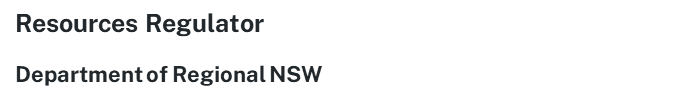 Resources Regulator
Department of Regional NSW